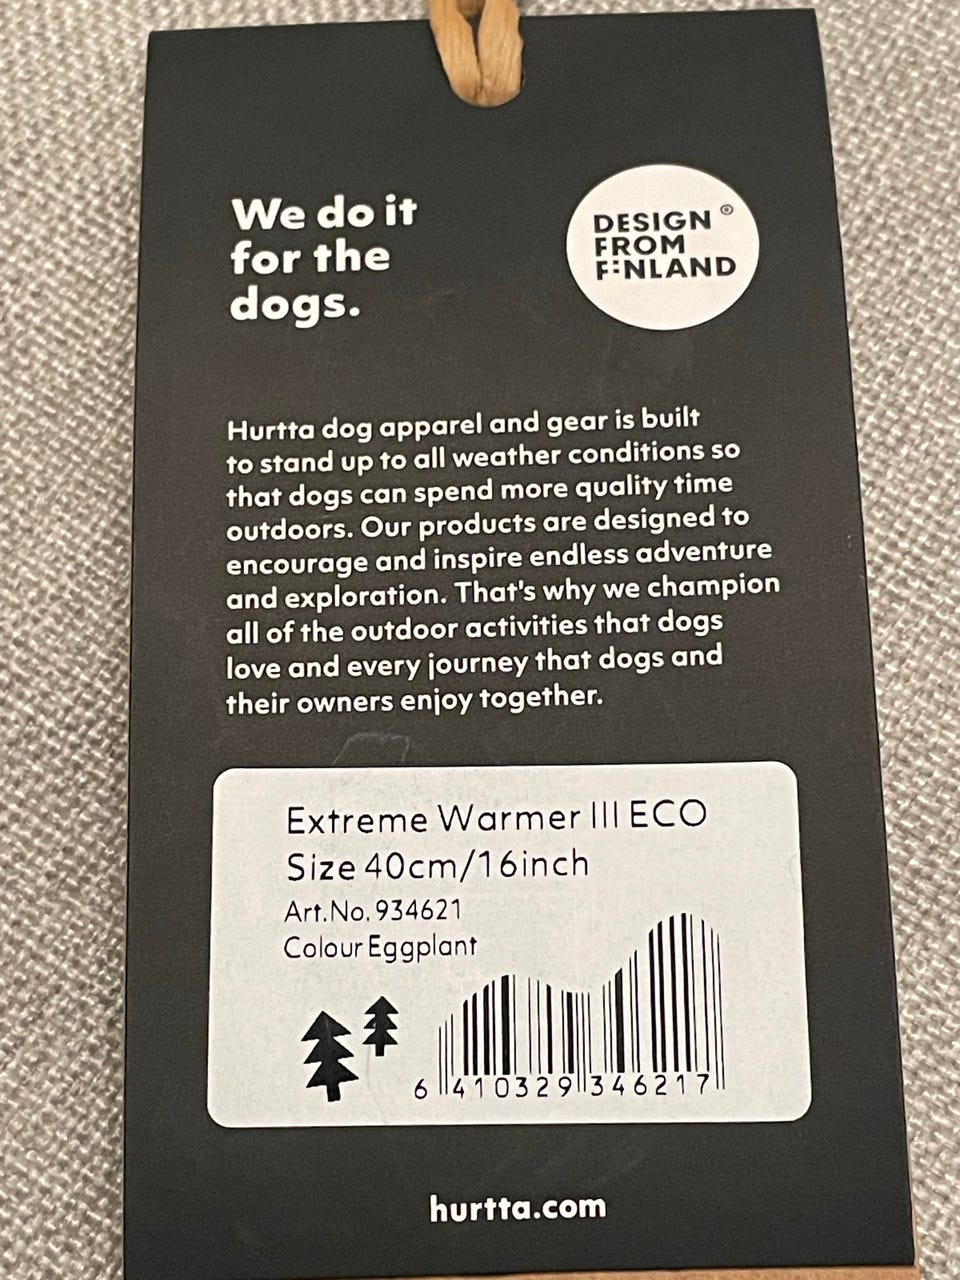 We do it
for the
dogs.
DESIGN ®
FROM
FINLAND
Hurtta dog apparel and gear is built
to stand up to all weather conditions so
that dogs can spend more quality time
outdoors. Our products are designed to
encourage and inspire endless adventure
and exploration. That's why we champion
all of the outdoor activities that dogs
love and every journey that dogs and
their owners enjoy together.
Extreme Warmer III ECO
Size 40cm/16inch
Art.No. 934621
Colour Eggplant
6 410329 346217
hurtta.com